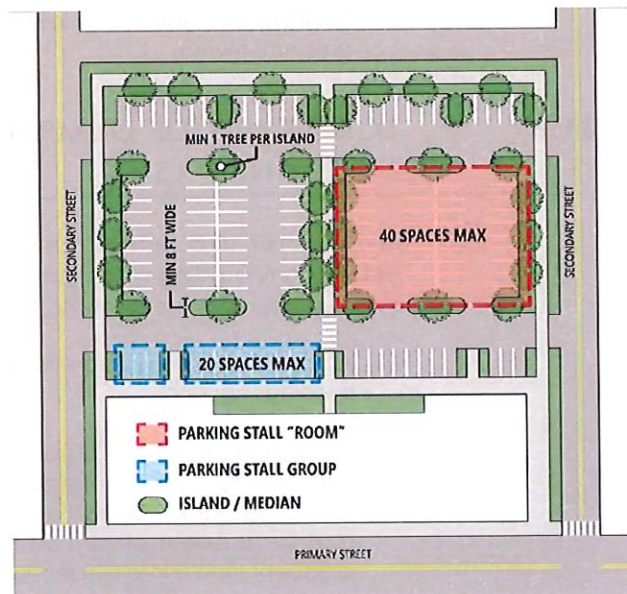 MIN 1 TREE PER ISLAND
SECONDARY STREET
MIN 8 FT WIDE
40 SPACES MAX
SECONDARY STREET
20 SPACES MAX
PARKING STALL "ROOM"
PARKING STALL GROUP
ISLAND / MEDIAN
PRIMARY STREET